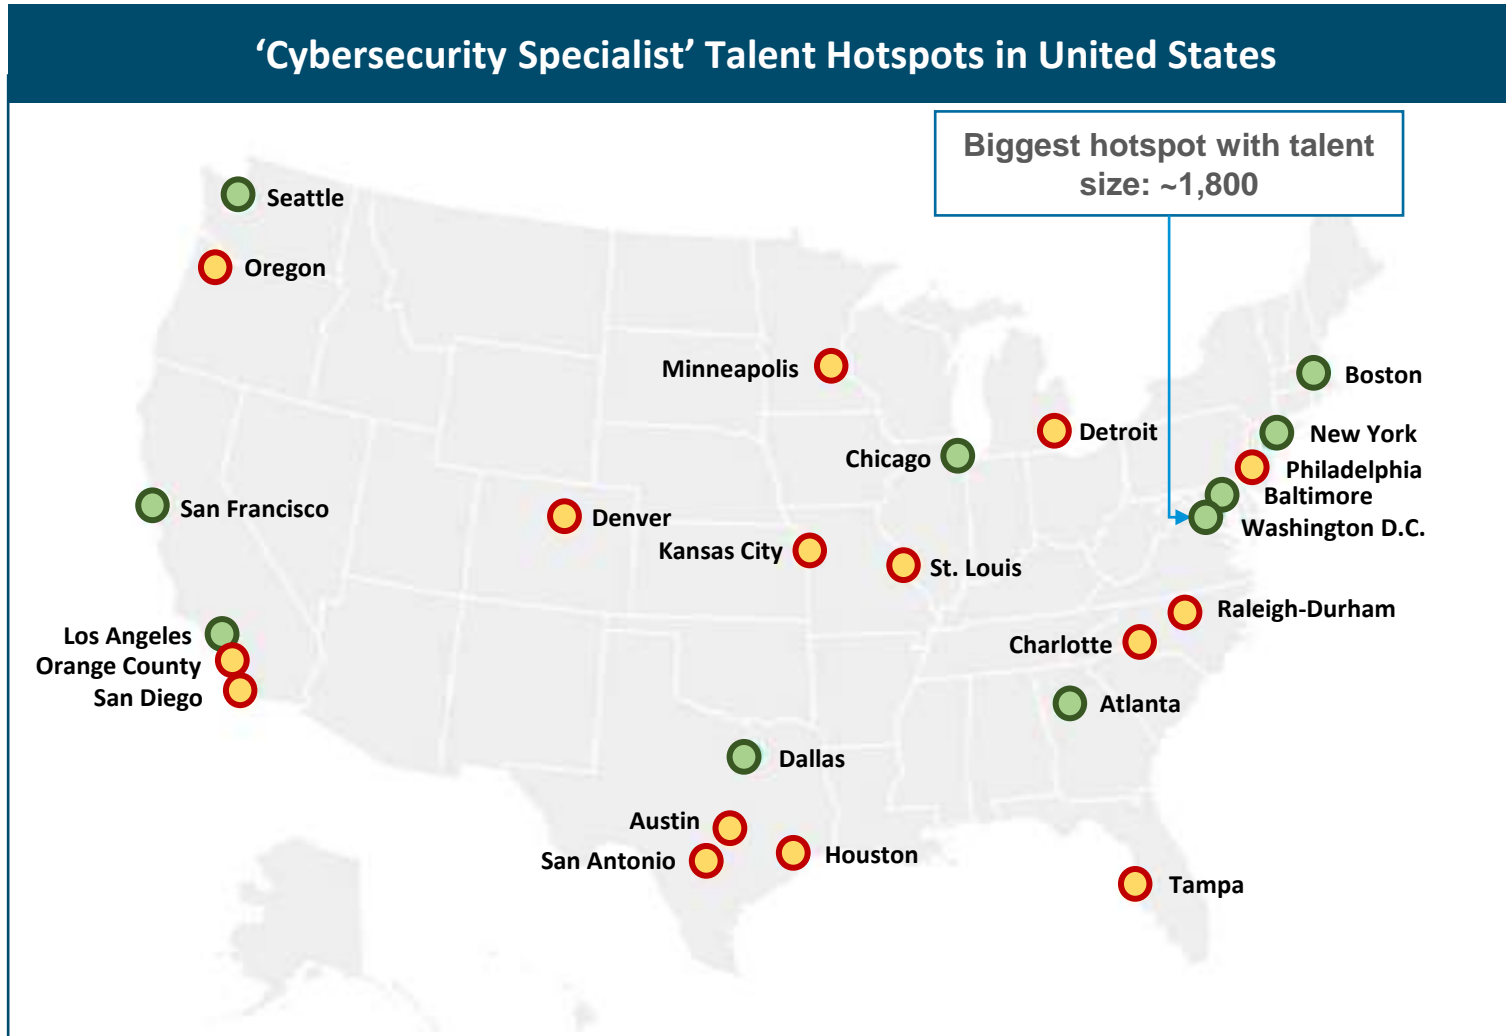 ‘Cybersecurity Specialist’ Talent Hotspots in United States
Biggest hotspot with talent
size: ~1,800
Seattle
Oregon
Minneapolis
Boston
Detroit
New York
Chicago
Philadelphia
Baltimore
San Francisco
Denver
Washington D.C.
Kansas City
St. Louis
Raleigh-Durham
Los Angeles
Charlotte
Orange County
San Diego
Atlanta
Dallas
Austin
San Antonio
Houston
Tampa